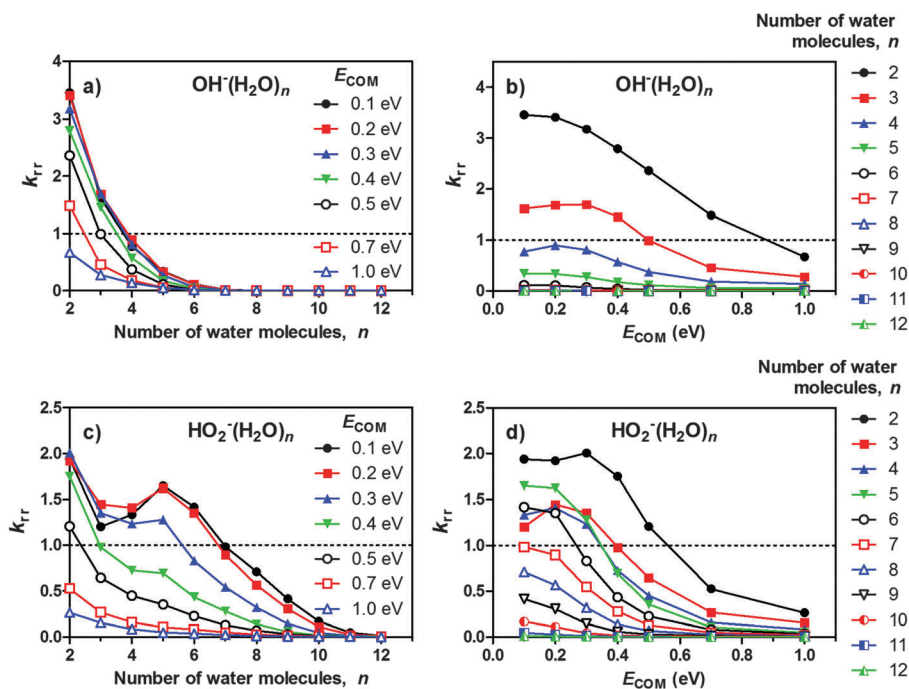 a)
OH⁻(H₂O)ₙ
E_COM
0.1 eV
0.2 eV
0.3 eV
0.4 eV
0.5 eV
0.7 eV
1.0 eV
k_rr
4
3
2
1
0
2 4 6 8 10 12
Number of water molecules, n
b)
OH⁻(H₂O)ₙ
k_rr
4
3
2
1
0
0.0 0.2 0.4 0.6 0.8 1.0
E_COM (eV)
Number of water
molecules, n
2
3
4
5
6
7
8
9
10
11
12
c)
HO₂⁻(H₂O)ₙ
E_COM
0.1 eV
0.2 eV
0.3 eV
0.4 eV
0.5 eV
0.7 eV
1.0 eV
k_rr
2.5
2.0
1.5
1.0
0.5
0.0
2 4 6 8 10 12
Number of water molecules, n
d)
HO₂⁻(H₂O)ₙ
k_rr
2.5
2.0
1.5
1.0
0.5
0.0
0.0 0.2 0.4 0.6 0.8 1.0
E_COM (eV)
Number of water
molecules, n
2
3
4
5
6
7
8
9
10
11
12